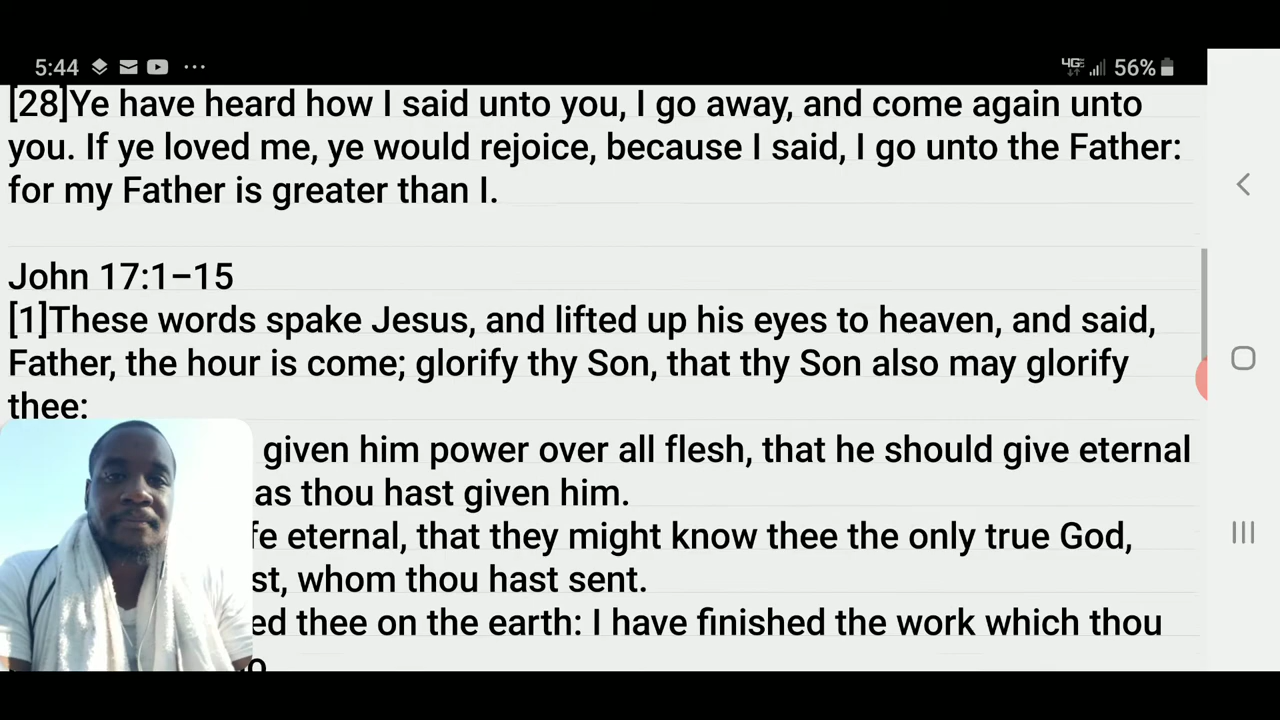 5:44 ... 4GE 56%
[28]Ye have heard how I said unto you, I go away, and come again unto
you. If ye loved me, ye would rejoice, because I said, I go unto the Father:
for my Father is greater than I.
John 17:1–15
[1]These words spake Jesus, and lifted up his eyes to heaven, and said,
Father, the hour is come; glorify thy Son, that thy Son also may glorify
thee:
given him power over all flesh, that he should give eternal
as thou hast given him.
fe eternal, that they might know thee the only true God,
st, whom thou hast sent.
ed thee on the earth: I have finished the work which thou